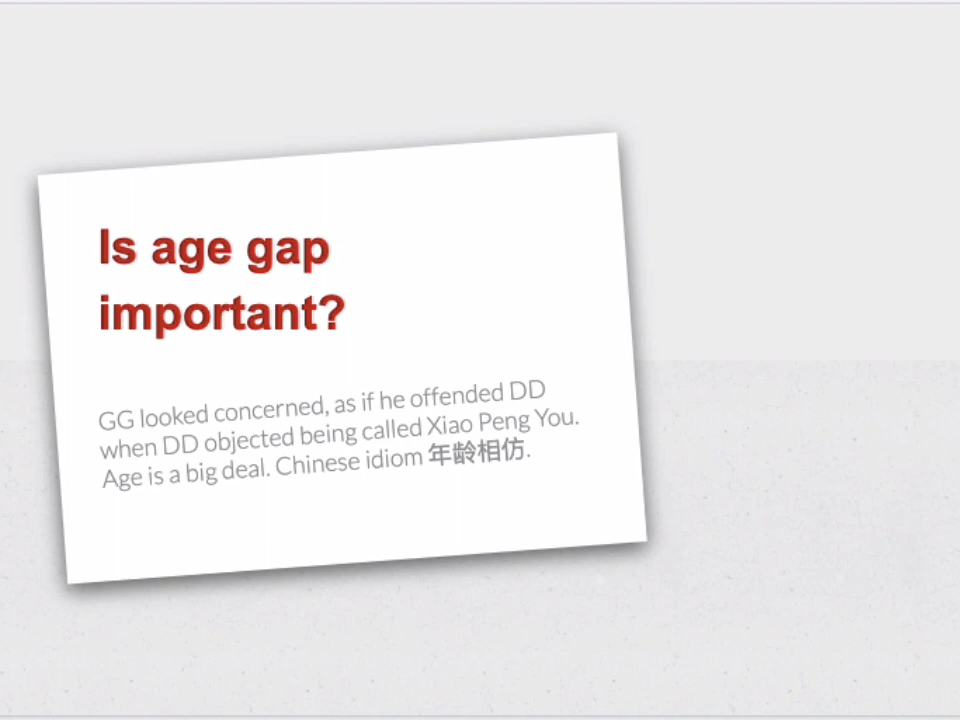 Is age gap
important?
GG looked concerned, as if he offended DD
when DD objected being called Xiao Peng You.
Age is a big deal. Chinese idiom 年龄相仿.